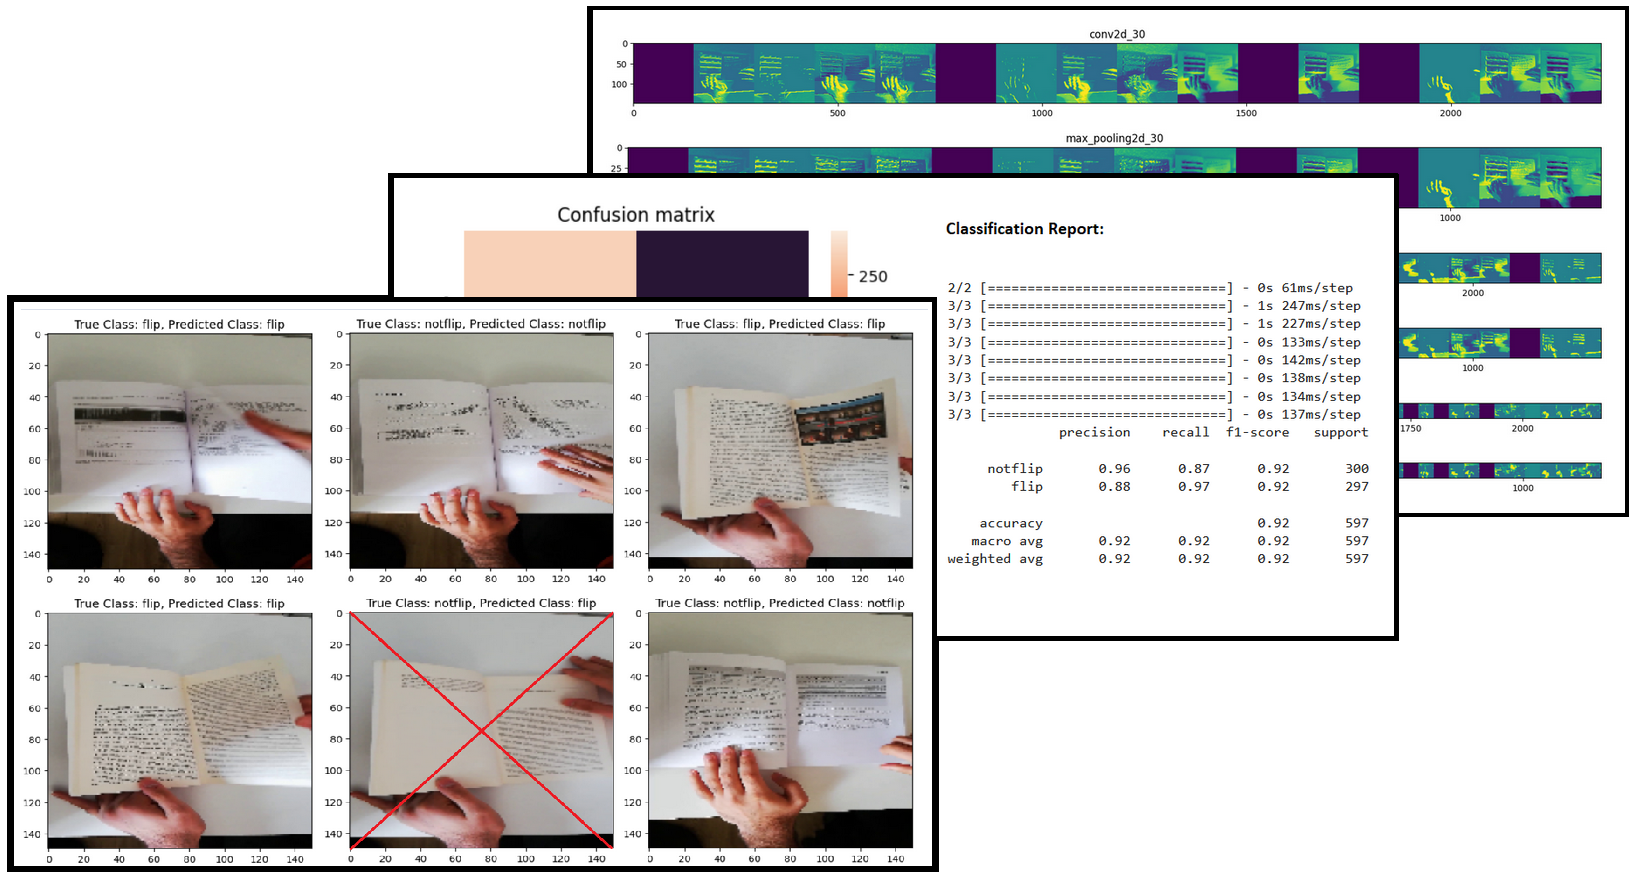 conv2d_30
0
50
100
0 500 1000 1500 2000
max_pooling2d_30
0
25
1000
2000
1000
1750 2000
1000
Confusion matrix
250
Classification Report:
2/2 [==============================] - 0s 61ms/step
3/3 [==============================] - 1s 247ms/step
3/3 [==============================] - 1s 227ms/step
3/3 [==============================] - 0s 133ms/step
3/3 [==============================] - 0s 142ms/step
3/3 [==============================] - 0s 138ms/step
3/3 [==============================] - 0s 134ms/step
3/3 [==============================] - 0s 137ms/step
precision recall f1-score support
notflip 0.96 0.87 0.92 300
flip 0.88 0.97 0.92 297
accuracy 0.92 597
macro avg 0.92 0.92 0.92 597
weighted avg 0.92 0.92 0.92 597
True Class: flip, Predicted Class: flip
0
20
40
60
80
100
120
140
0 20 40 60 80 100 120 140
True Class: notflip, Predicted Class: notflip
0
20
40
60
80
100
120
140
0 20 40 60 80 100 120 140
True Class: flip, Predicted Class: flip
0
20
40
60
80
100
120
140
0 20 40 60 80 100 120 140
True Class: flip, Predicted Class: flip
0
20
40
60
80
100
120
140
0 20 40 60 80 100 120 140
True Class: notflip, Predicted Class: flip
0
20
40
60
80
100
120
140
0 20 40 60 80 100 120 140
True Class: notflip, Predicted Class: notflip
0
20
40
60
80
100
120
140
0 20 40 60 80 100 120 140